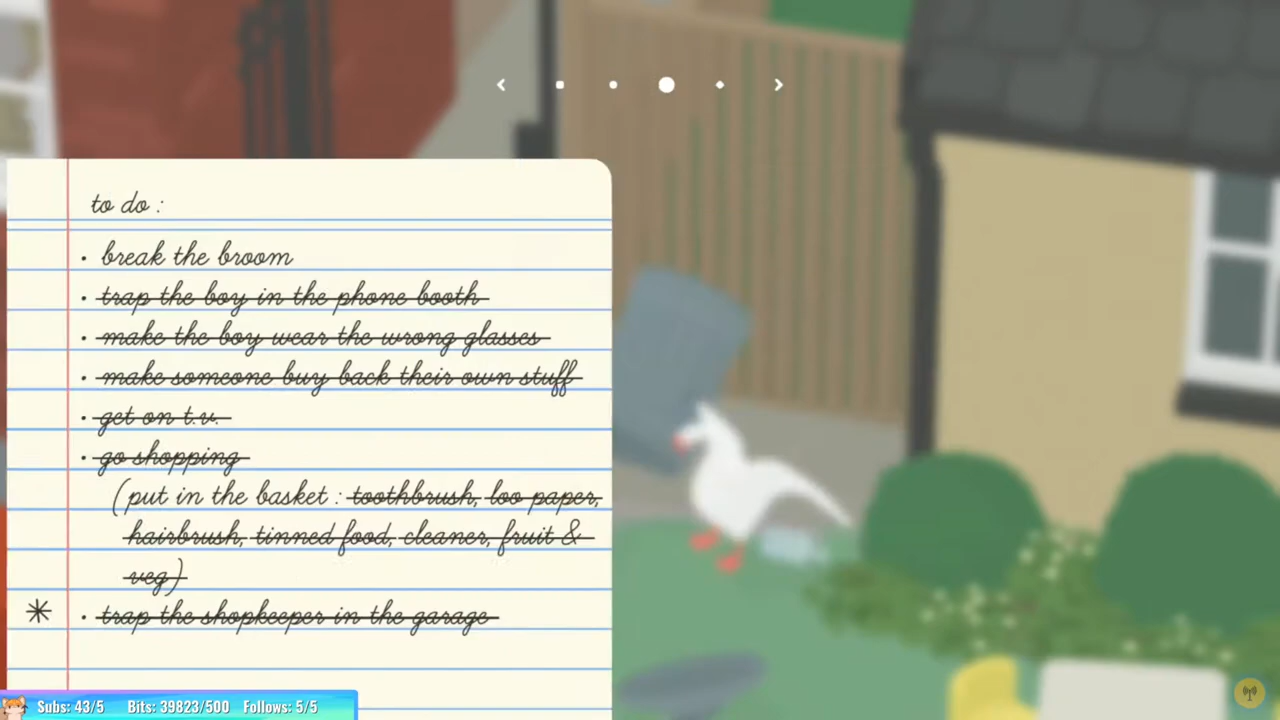 to do :
• break the broom
• trap the boy in the phone booth
• make the boy wear the wrong glasses
• make someone buy back their own stuff
• get on t.v.
• go shopping
(put in the basket : toothbrush, loo paper,
hairbrush, tinned food, cleaner, fruit &
veg)
• trap the shopkeeper in the garage
Subs: 43/5 Bits: 39823/500 Follows: 5/5